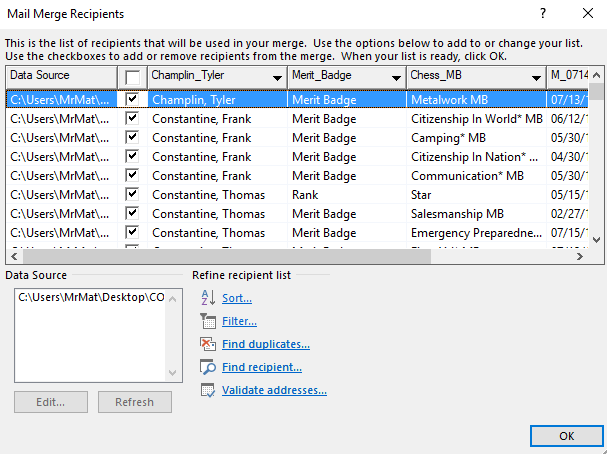 Mail Merge Recipients
This is the list of recipients that will be used in your merge. Use the options below to add to or change your list.
Use the checkboxes to add or remove recipients from the merge. When your list is ready, click OK.
Data Source Champlin_Tyler Merit_Badge Chess_MB M_0714
C:\Users\MrMat\... Champlin, Tyler Merit Badge Metalwork MB 07/13/1
C:\Users\MrMat\... Constantine, Frank Merit Badge Citizenship In World* MB 06/12/1
C:\Users\MrMat\... Constantine, Frank Merit Badge Camping* MB 05/30/1
C:\Users\MrMat\... Constantine, Frank Merit Badge Citizenship In Nation* ... 04/30/1
C:\Users\MrMat\... Constantine, Frank Merit Badge Communication* MB 05/30/1
C:\Users\MrMat\... Constantine, Thomas Rank Star 05/15/1
C:\Users\MrMat\... Constantine, Thomas Merit Badge Salesmanship MB 02/27/1
C:\Users\MrMat\... Constantine, Thomas Merit Badge Emergency Preparedne... 07/15/1
Data Source
C:\Users\MrMat\Desktop\CO
Edit... Refresh
Refine recipient list
Sort...
Filter...
Find duplicates...
Find recipient...
Validate addresses...
OK